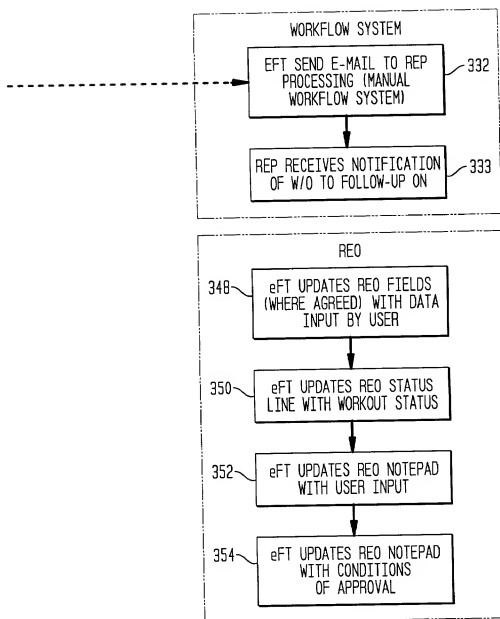 WORKFLOW SYSTEM
EFT SEND E-MAIL TO REP
PROCESSING (MANUAL
WORKFLOW SYSTEM)
332
REP RECEIVES NOTIFICATION
OF W/O TO FOLLOW-UP ON
333
REO
348
eFT UPDATES REO FIELDS
(WHERE AGREED) WITH DATA
INPUT BY USER
350
eFT UPDATES REO STATUS
LINE WITH WORKOUT STATUS
352
eFT UPDATES REO NOTEPAD
WITH USER INPUT
354
eFT UPDATES REO NOTEPAD
WITH CONDITIONS
OF APPROVAL